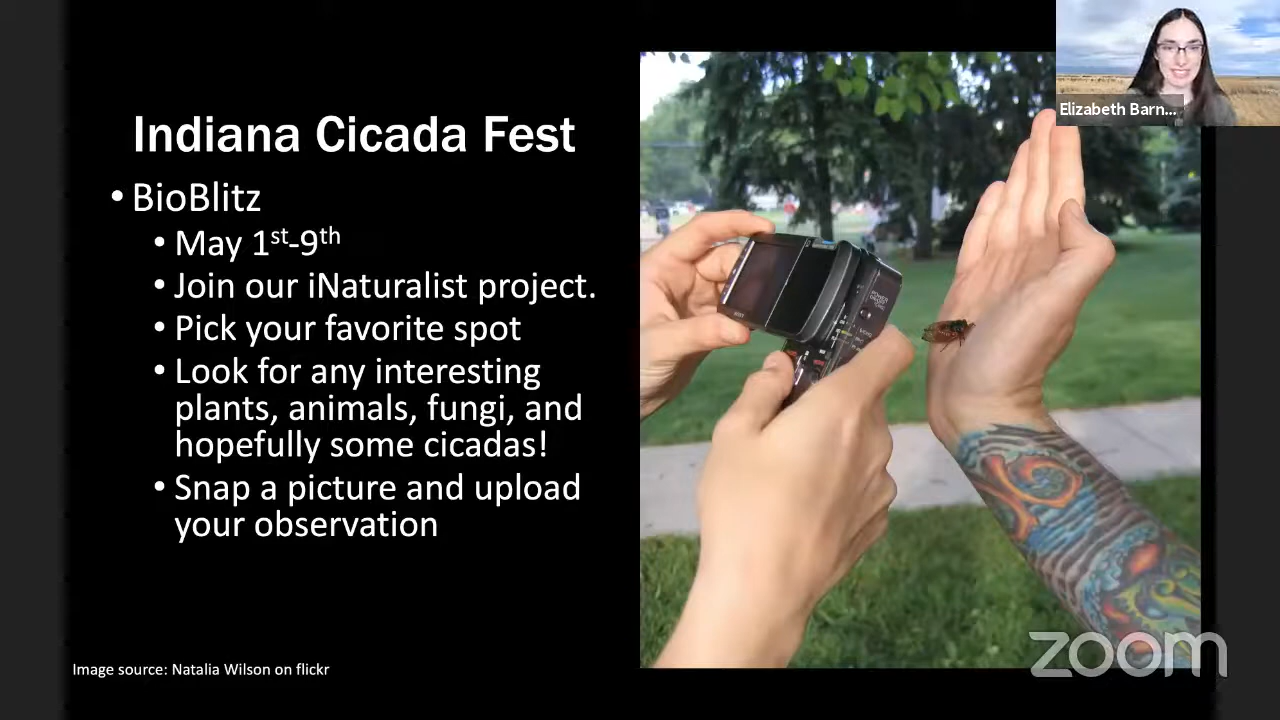 Elizabeth Barn...
Indiana Cicada Fest
• BioBlitz
• May 1st-9th
• Join our iNaturalist project.
• Pick your favorite spot
• Look for any interesting
plants, animals, fungi, and
hopefully some cicadas!
• Snap a picture and upload
your observation
Image source: Natalia Wilson on flickr
zoom